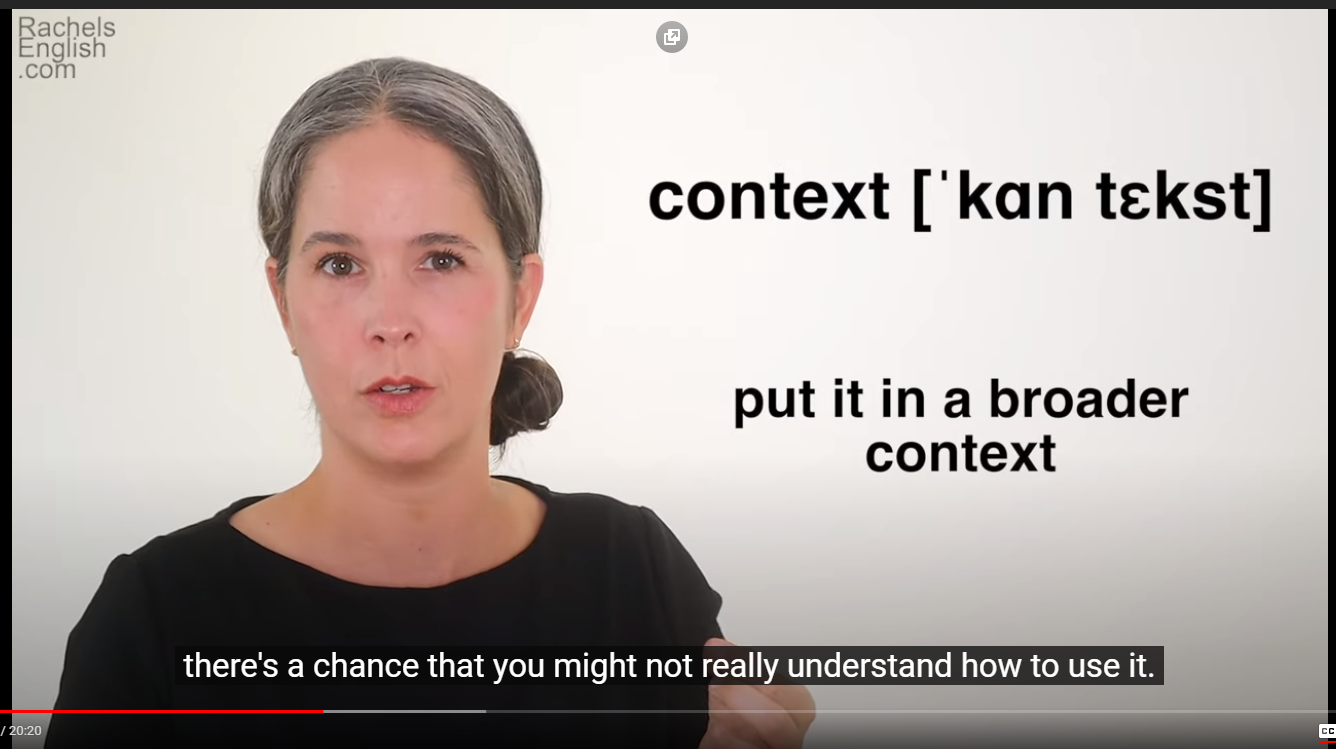 Rachels
English
.com
context [ˈkɑn tɛkst]
put it in a broader
context
there's a chance that you might not really understand how to use it.
/ 20:20
CC